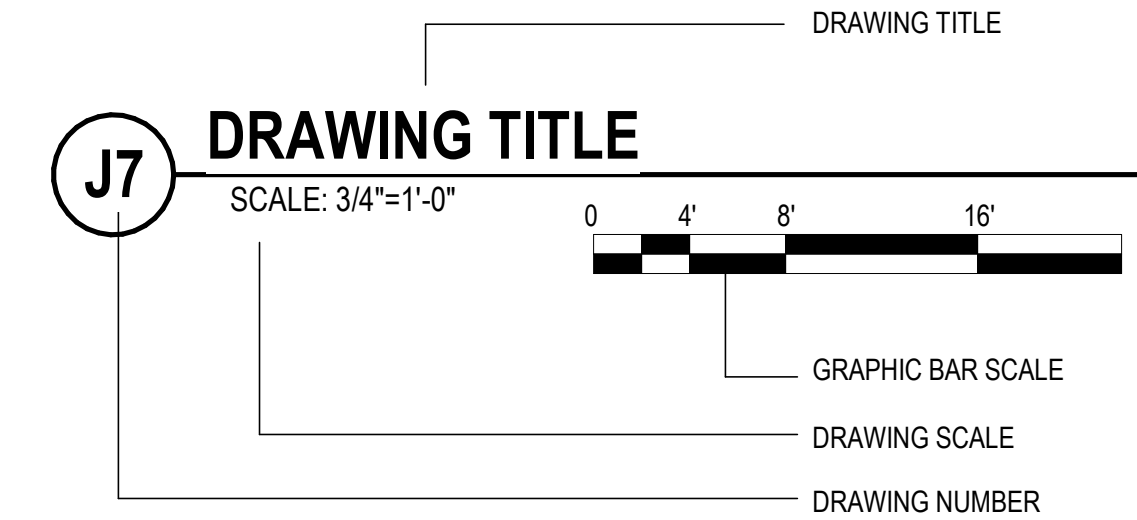 DRAWING TITLE
DRAWING TITLE
J7
SCALE: 3/4"=1'-0"
0 4' 8' 16'
GRAPHIC BAR SCALE
DRAWING SCALE
DRAWING NUMBER